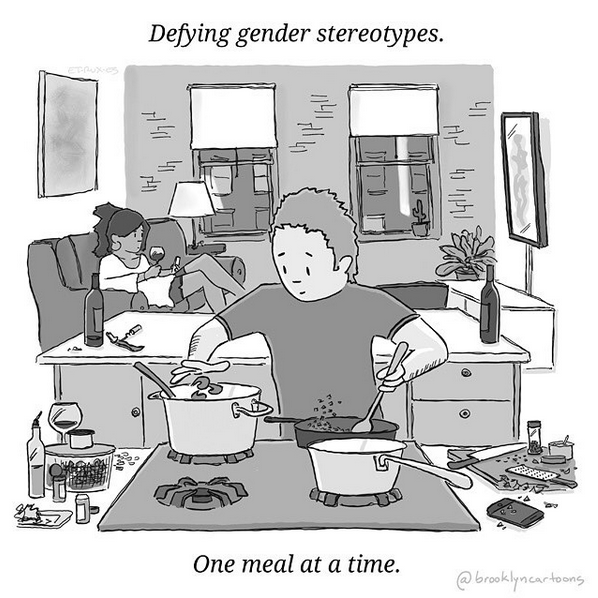 Defying gender stereotypes.
One meal at a time.
@brooklyncartoons